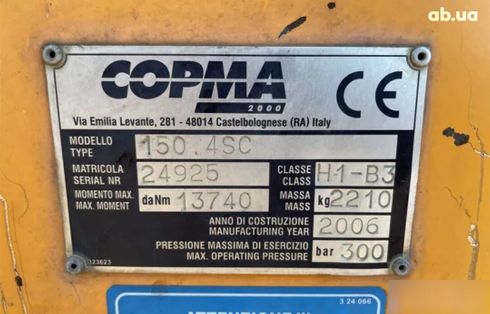 ab.ua
COPMA
2000
CE
Via Emilia Levante, 281 - 48014 Castelbolognese (RA) Italy
MODELLO
TYPE
150.4SC
MATRICOLA
SERIAL NR
24925
CLASSE
CLASS
H1-B3
MOMENTO MAX.
MAX. MOMENT
daNm
13740
MASSA
MASS
kg
2210
ANNO DI COSTRUZIONE
MANUFACTURING YEAR
2006
PRESSIONE MASSIMA DI ESERCIZIO
MAX. OPERATING PRESSURE
bar
300
023623
3 24 066